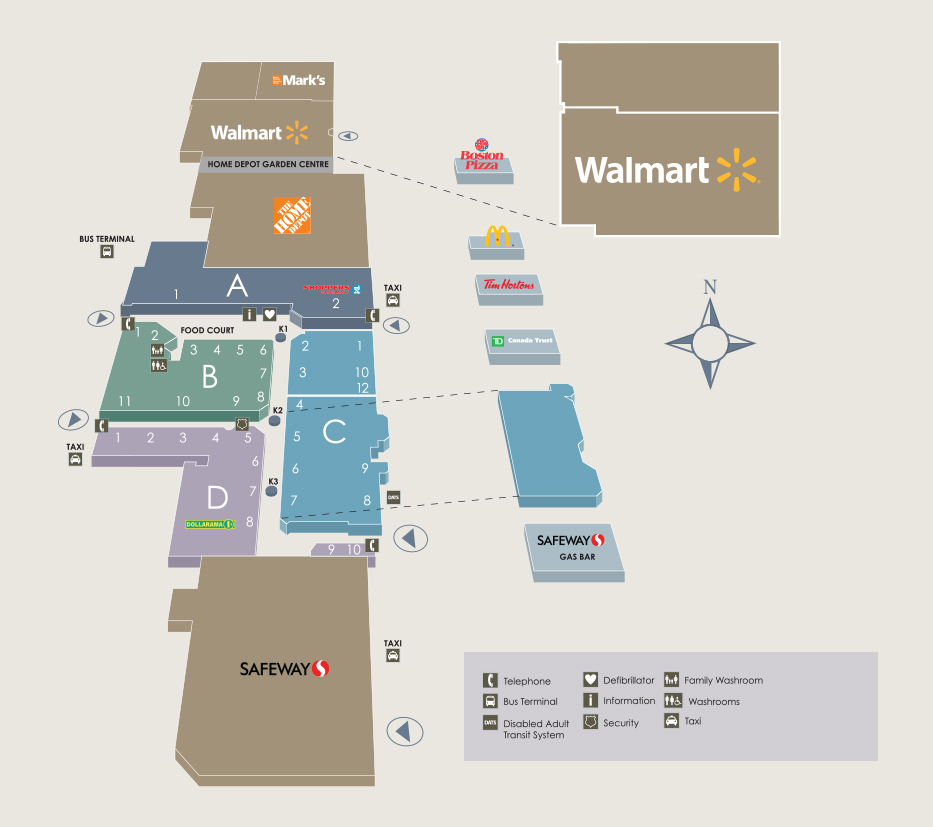 Mark's
Walmart
HOME DEPOT GARDEN CENTRE
THE
HOME
DEPOT
Boston
Pizza
Walmart
BUS TERMINAL
A
1
SHOPPERS
2
TAXI
Tim Hortons
N
K1
FOOD COURT
1
2
3 4 5 6
7
8
B
11 10 9
2 1
3 10
12
TD Canada Trust
K2
4
C
5
6 9
7 8
DATS
TAXI
1 2 3 4 5
6
7
8
D
K3
DOLLARAMA
9 10
SAFEWAY
GAS BAR
SAFEWAY
TAXI
Telephone
Defibrillator
Family Washroom
Bus Terminal
Information
Washrooms
DATS
Disabled Adult
Transit System
Security
Taxi